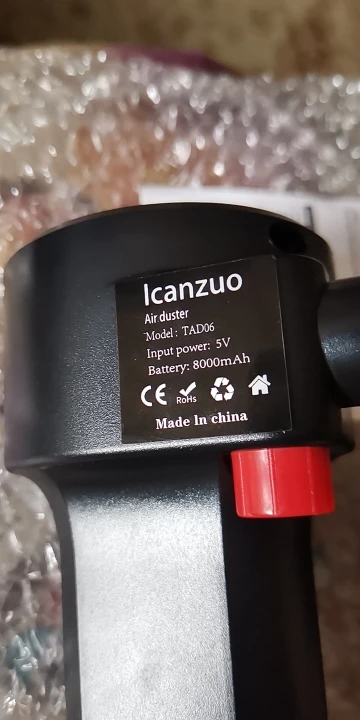 Icanzuo
Air duster
Model: TAD06
Input power: 5V
Battery: 8000mAh
CE RoHS
Made In china